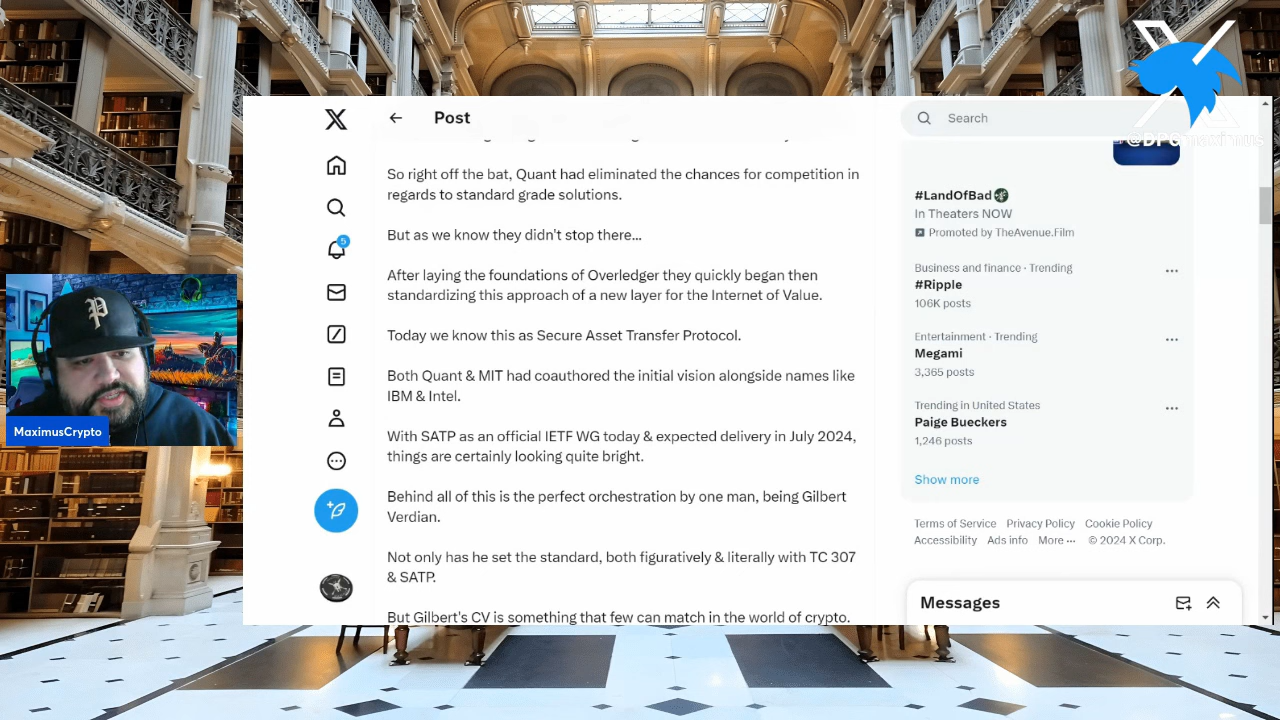 Post
So right off the bat, Quant had eliminated the chances for competition in
regards to standard grade solutions.
But as we know they didn't stop there...
After laying the foundations of Overledger they quickly began then
standardizing this approach of a new layer for the Internet of Value.
Today we know this as Secure Asset Transfer Protocol.
Both Quant & MIT had coauthored the initial vision alongside names like
IBM & Intel.
With SATP as an official IETF WG today & expected delivery in July 2024,
things are certainly looking quite bright.
Behind all of this is the perfect orchestration by one man, being Gilbert
Verdian.
Not only has he set the standard, both figuratively & literally with TC 307
& SATP.
But Gilbert's CV is something that few can match in the world of crypto.
5
Search
@DPGmaximus
#LandOfBad
In Theaters NOW
Promoted by TheAvenue.Film
Business and finance · Trending
#Ripple
106K posts
Entertainment · Trending
Megami
3,365 posts
Trending in United States
Paige Bueckers
1,246 posts
Show more
Terms of Service Privacy Policy Cookie Policy
Accessibility Ads info More ··· © 2024 X Corp.
Messages
P
MaximusCrypto